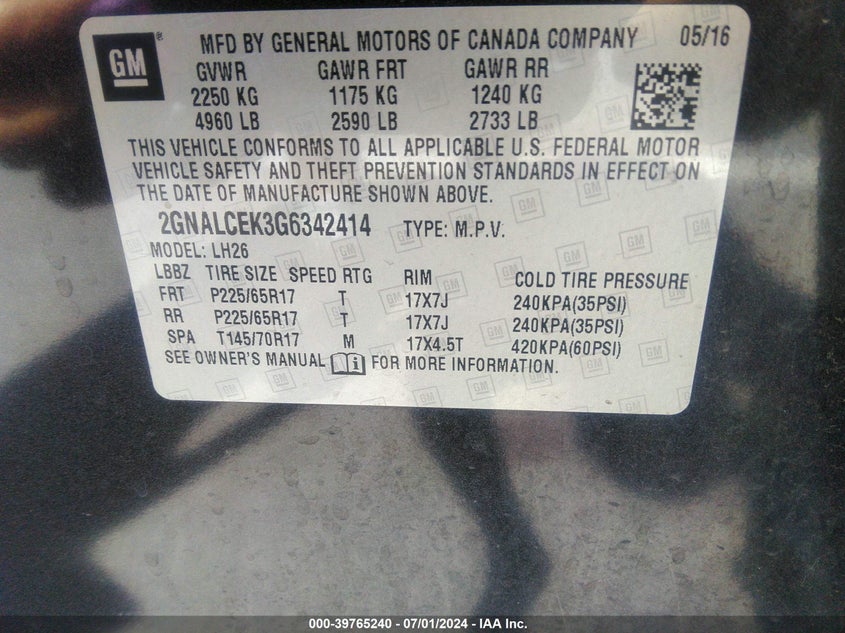 GM® MFD BY GENERAL MOTORS OF CANADA COMPANY 05/16
GVWR GAWR FRT GAWR RR
2250 KG 1175 KG 1240 KG
4960 LB 2590 LB 2733 LB
THIS VEHICLE CONFORMS TO ALL APPLICABLE U.S. FEDERAL MOTOR
VEHICLE SAFETY AND THEFT PREVENTION STANDARDS IN EFFECT ON
THE DATE OF MANUFACTURE SHOWN ABOVE.
2GNALCEK3G6342414 TYPE: M.P.V.
MODEL: LH26
LBBZ TIRE SIZE SPEED RTG RIM COLD TIRE PRESSURE
FRT P225/65R17 T 17X7J 240KPA(35PSI)
RR P225/65R17 T 17X7J 240KPA(35PSI)
SPA T145/70R17 M 17X4.5T 420KPA(60PSI)
SEE OWNER'S MANUAL i FOR MORE INFORMATION.
000-39765240 - 07/01/2024 - IAA Inc.